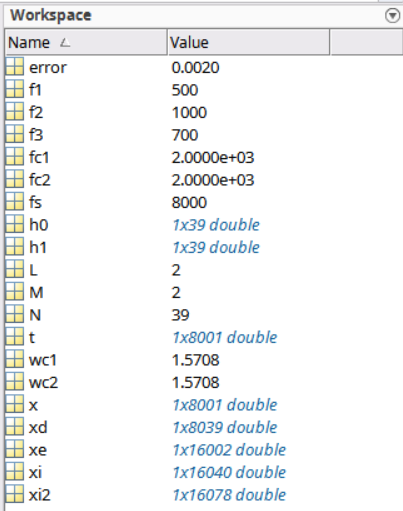 Workspace
Name Value
error 0.0020
f1 500
f2 1000
f3 700
fc1 2.0000e+03
fc2 2.0000e+03
fs 8000
h0 1x39 double
h1 1x39 double
L 2
M 2
N 39
t 1x8001 double
wc1 1.5708
wc2 1.5708
x 1x8001 double
xd 1x8039 double
xe 1x16002 double
xi 1x16040 double
xi2 1x16078 double